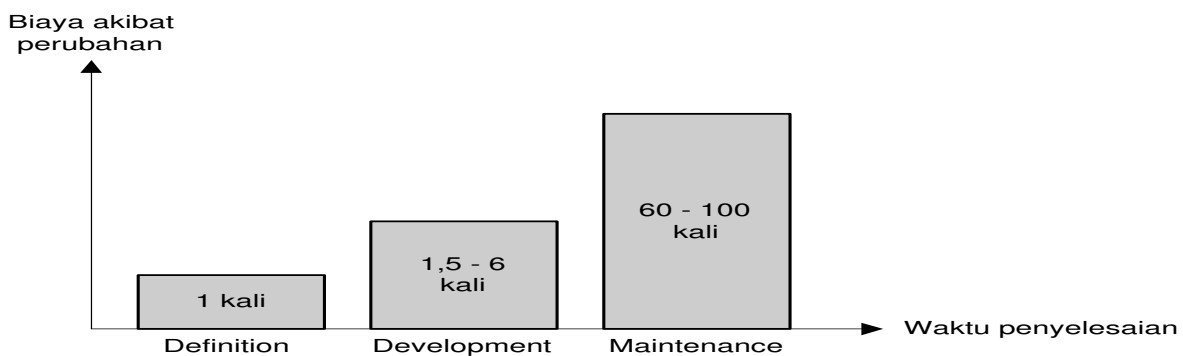 Biaya akibat
perubahan
60 - 100
kali
1,5 - 6
kali
1 kali
Waktu penyelesaian
Definition
Development
Maintenance